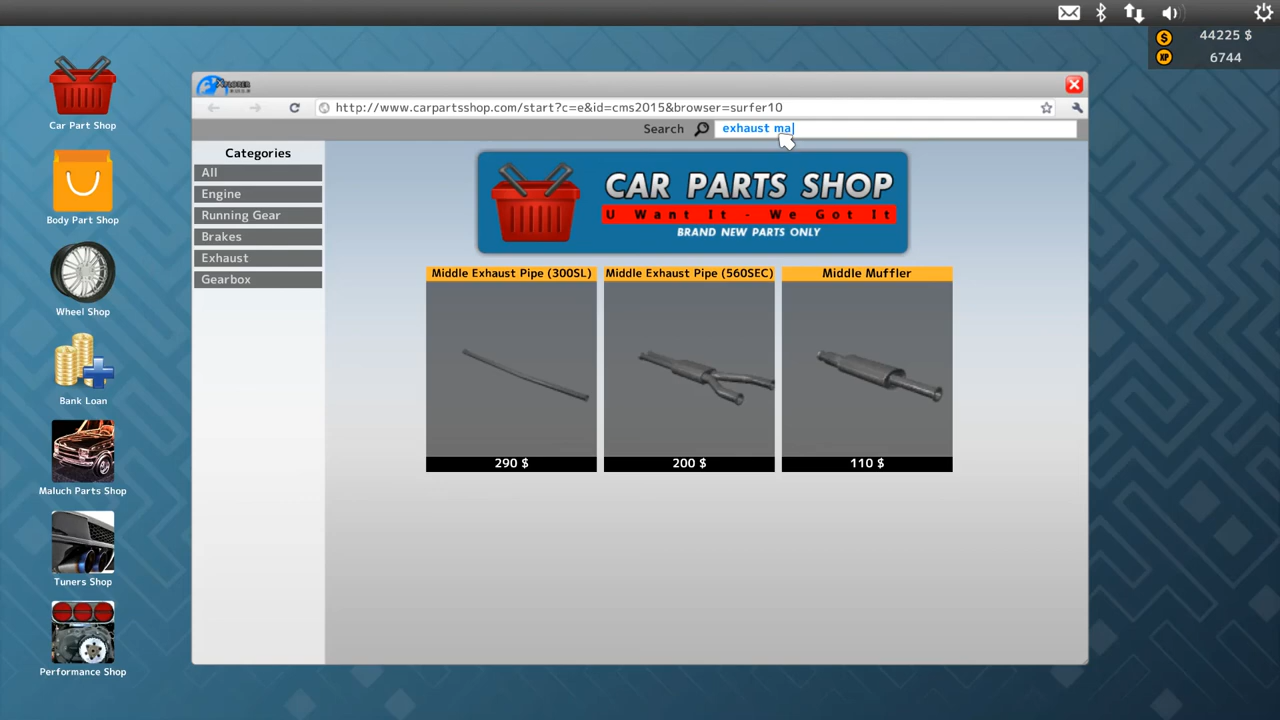 44225 $
6744
Car Part Shop
Body Part Shop
Wheel Shop
Bank Loan
Maluch Parts Shop
Tuners Shop
Performance Shop
http://www.carpartsshop.com/start?c=e&id=cms2015&browser=surfer10
Search exhaust ma
Categories
All
Engine
Running Gear
Brakes
Exhaust
Gearbox
CAR PARTS SHOP
U Want It - We Got It
BRAND NEW PARTS ONLY
Middle Exhaust Pipe (300SL)
290 $
Middle Exhaust Pipe (560SEC)
200 $
Middle Muffler
110 $
$
XP